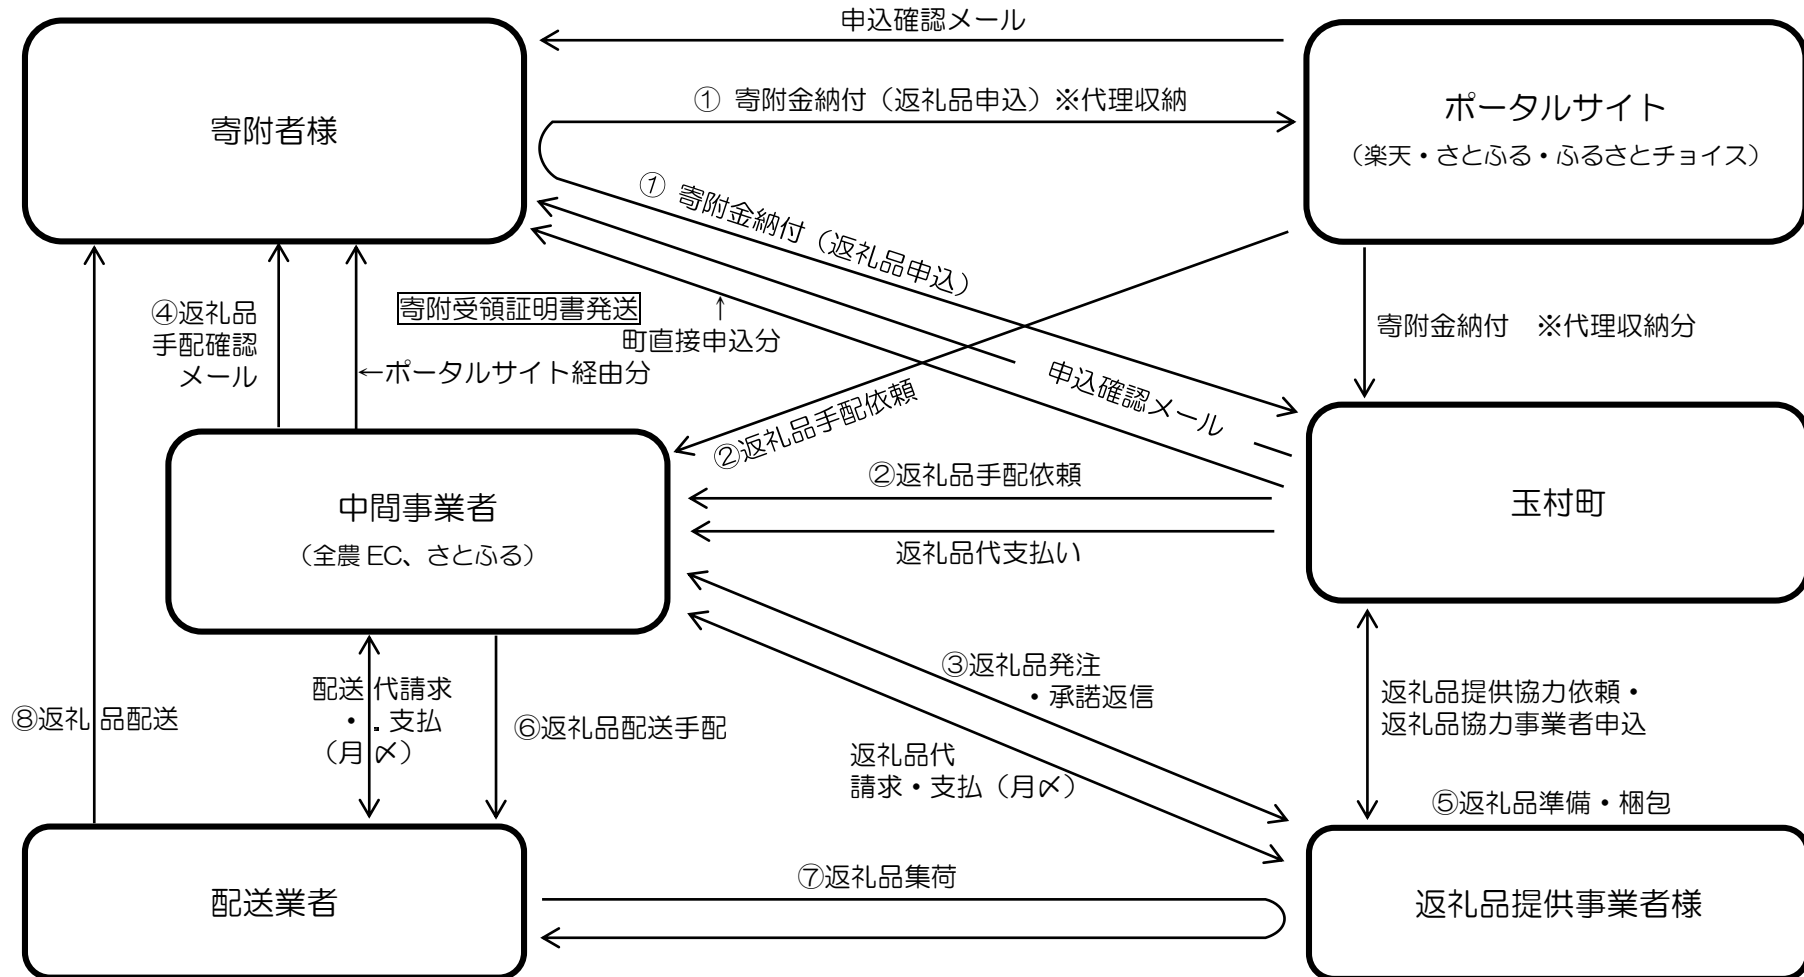 申込確認メール
① 寄附金納付（返礼品申込）※代理収納
寄附者様
ポータルサイト
（楽天・さとふる・ふるさとチョイス）
① 寄附金納付（返礼品申込）
④返礼品
手配確認
メール
寄附受領証明書発送
↑
町直接申込分
←ポータルサイト経由分
寄附金納付　※代理収納分
申込確認メール
②返礼品手配依頼
②返礼品手配依頼
返礼品代支払い
中間事業者
（全農 EC、さとふる）
玉村町
③返礼品発注
・承諾返信
返礼品代
請求・支払（月〆）
配送 代請求
・ . 支払
（月 〆）
⑥返礼品配送手配
⑧返礼 品配送
返礼品提供協力依頼・
返礼品協力事業者申込
⑤返礼品準備・梱包
⑦返礼品集荷
配送業者
返礼品提供事業者様